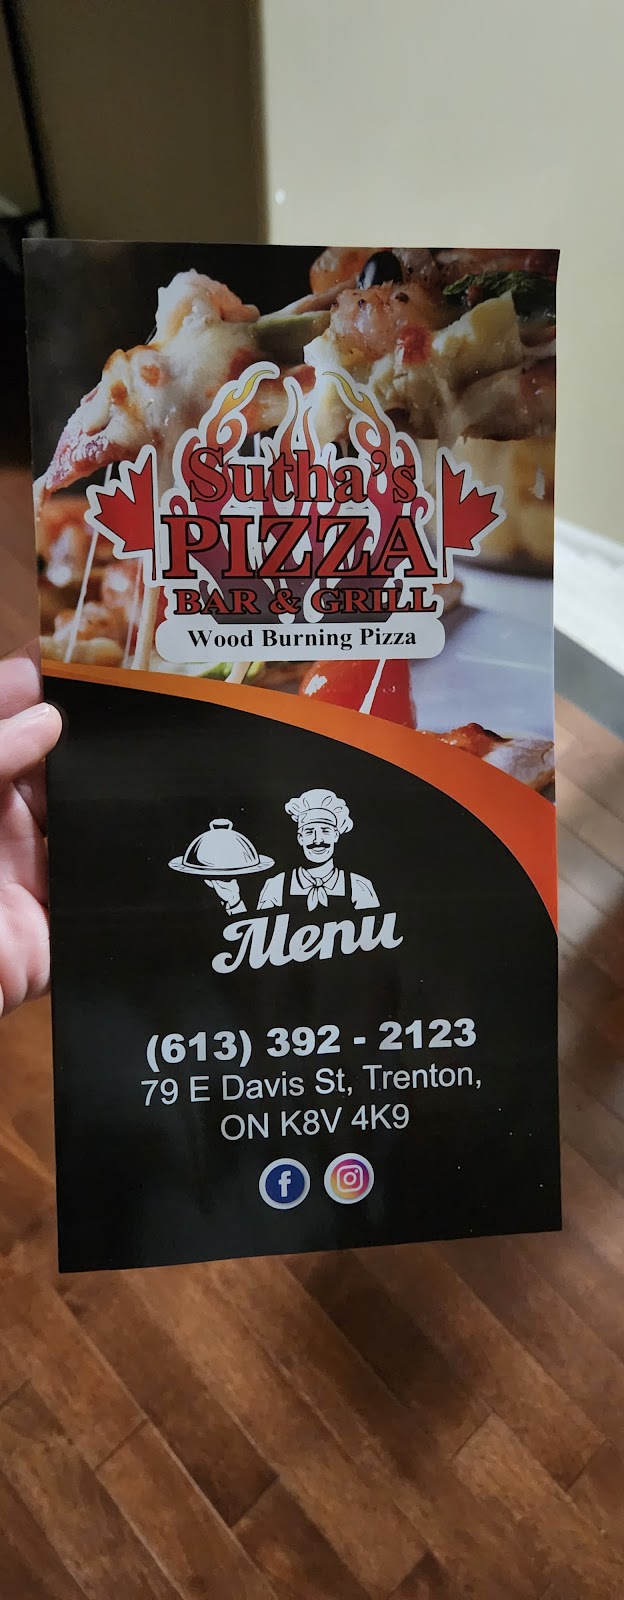 Sutha's
PIZZA
BAR & GRILL
Wood Burning Pizza
Menu
(613) 392 - 2123
79 E Davis St, Trenton,
ON K8V 4K9